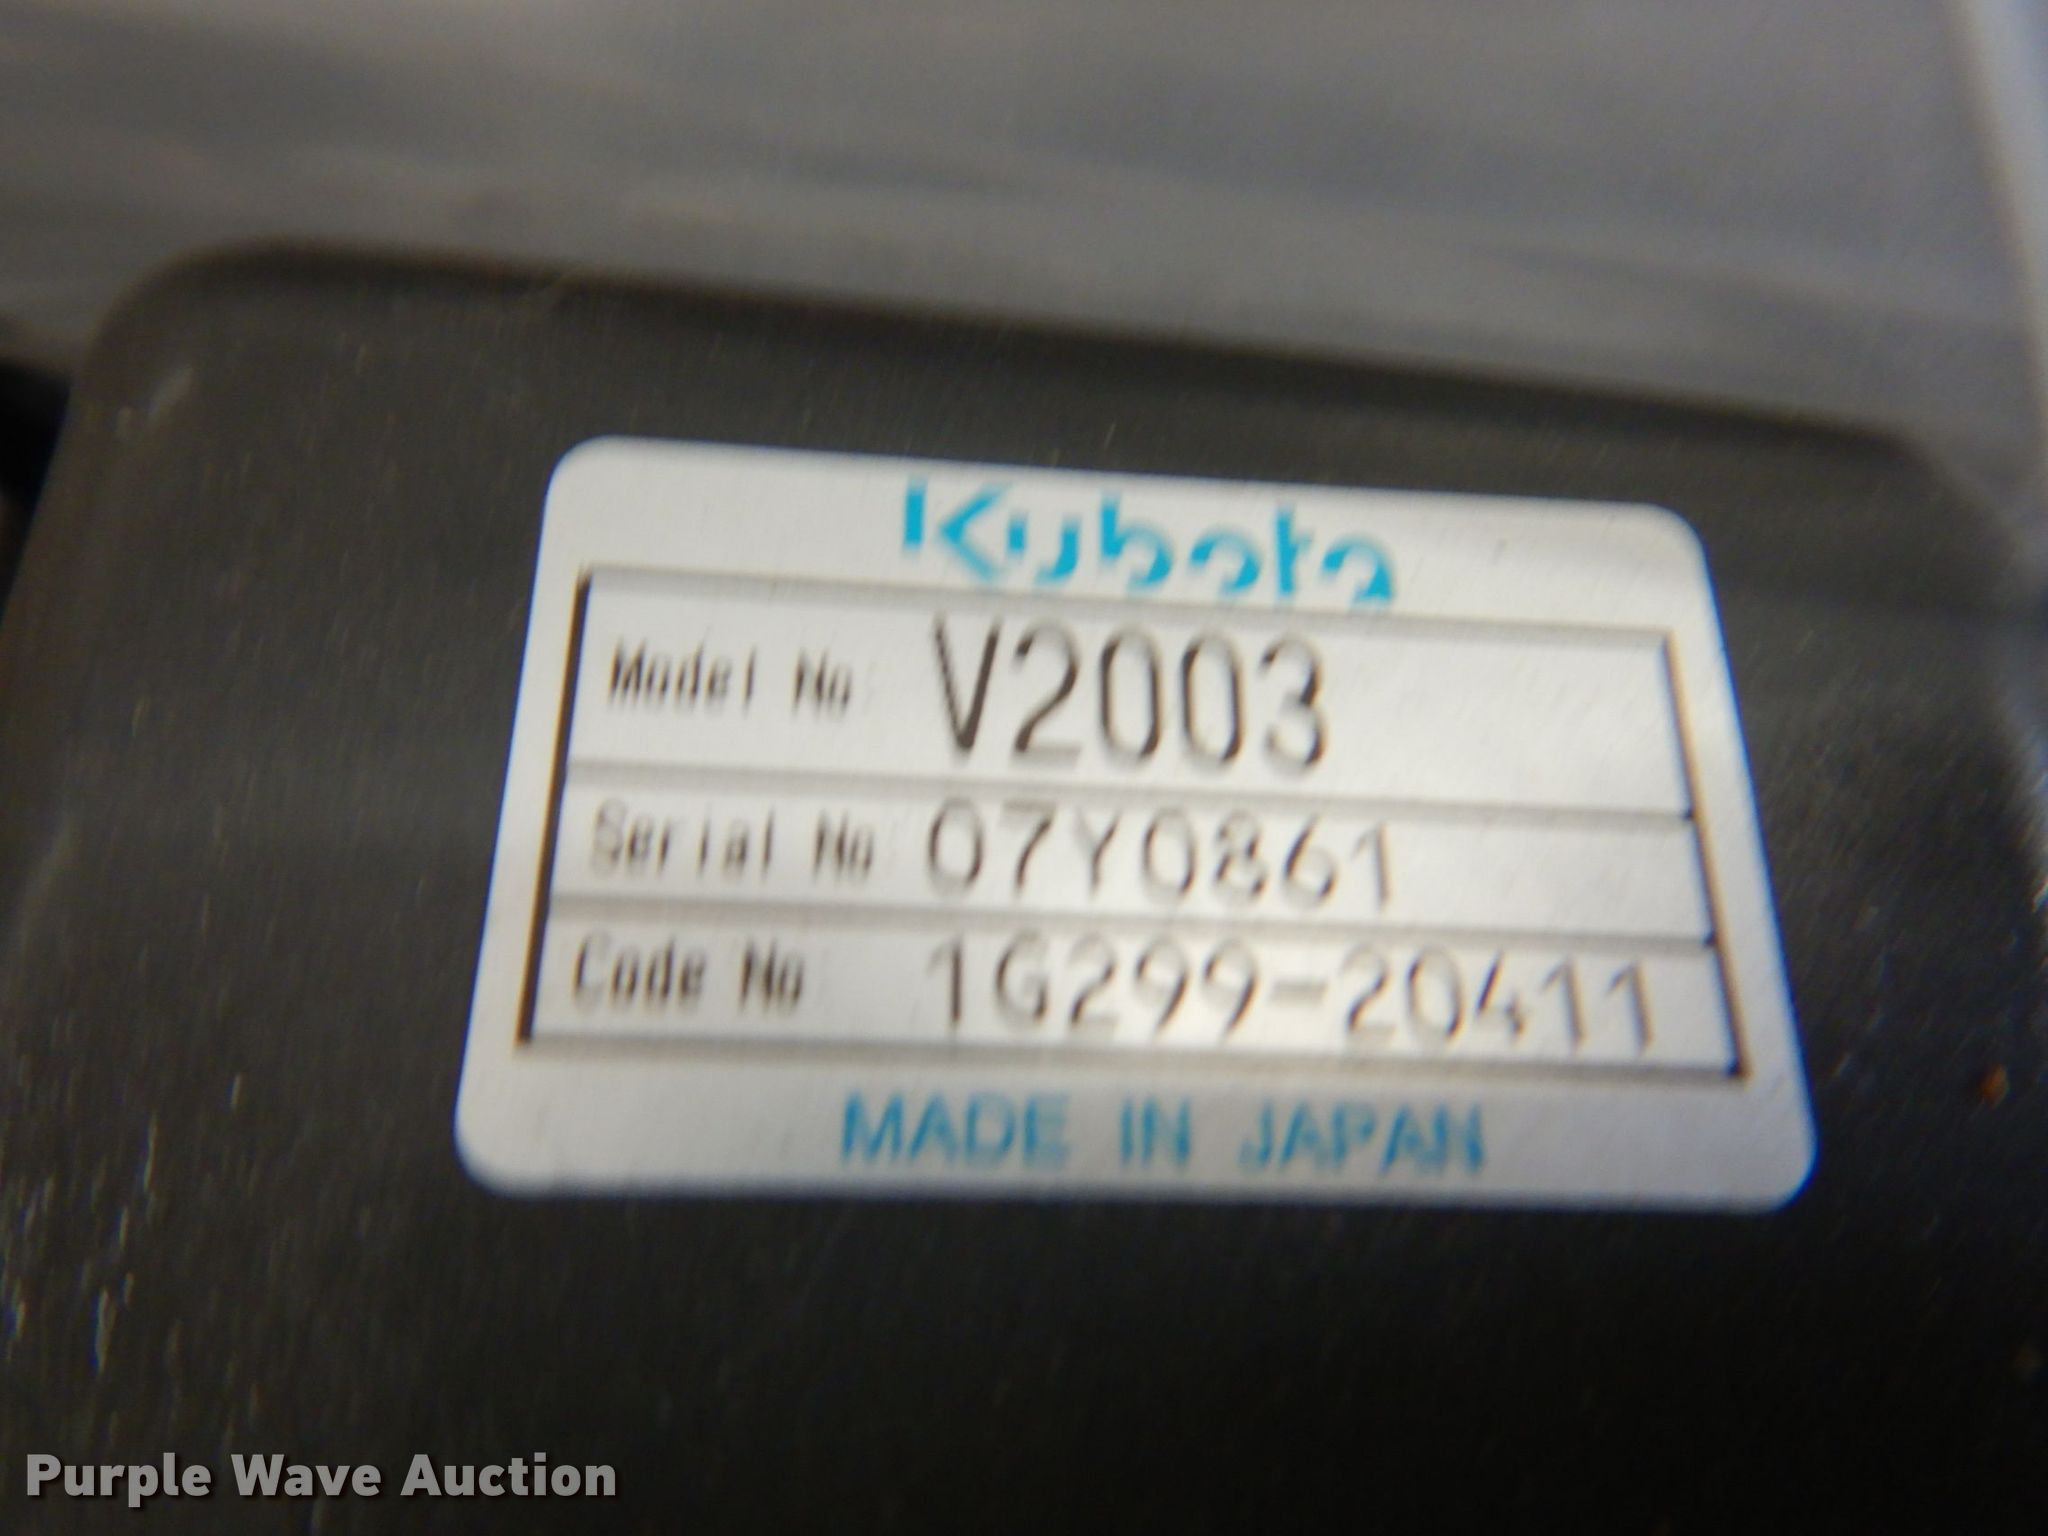 Kubota
Model No V2003
Serial No 07Y0861
Code No 1G299-20411
MADE IN JAPAN
Purple Wave Auction